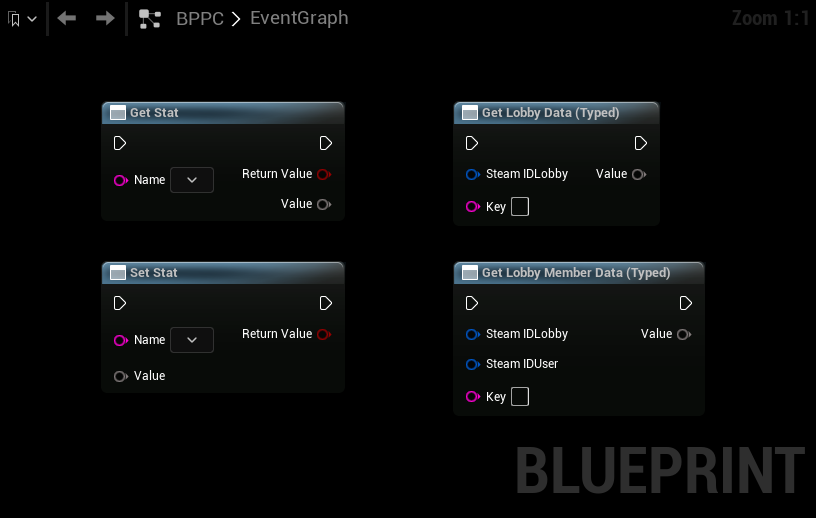 BPPC > EventGraph
Zoom 1:1
Get Stat
Name
Return Value
Value
Get Lobby Data (Typed)
Steam IDLobby
Value
Key
Set Stat
Name
Return Value
Value
Get Lobby Member Data (Typed)
Steam IDLobby
Value
Steam IDUser
Key
BLUEPRINT